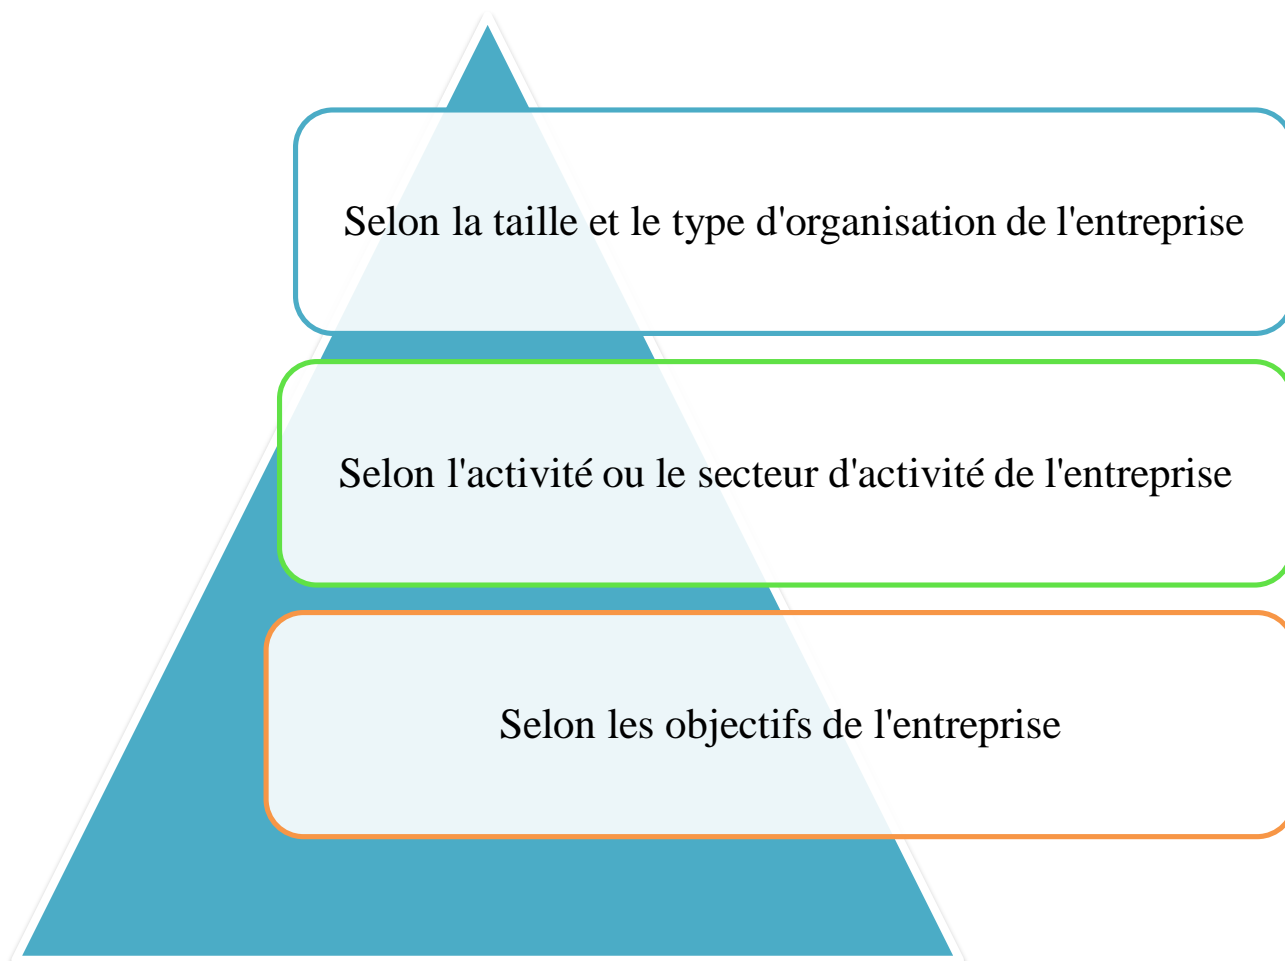 Selon la taille et le type d'organisation de l'entreprise
Selon l'activité ou le secteur d'activité de l'entreprise
Selon les objectifs de l'entreprise